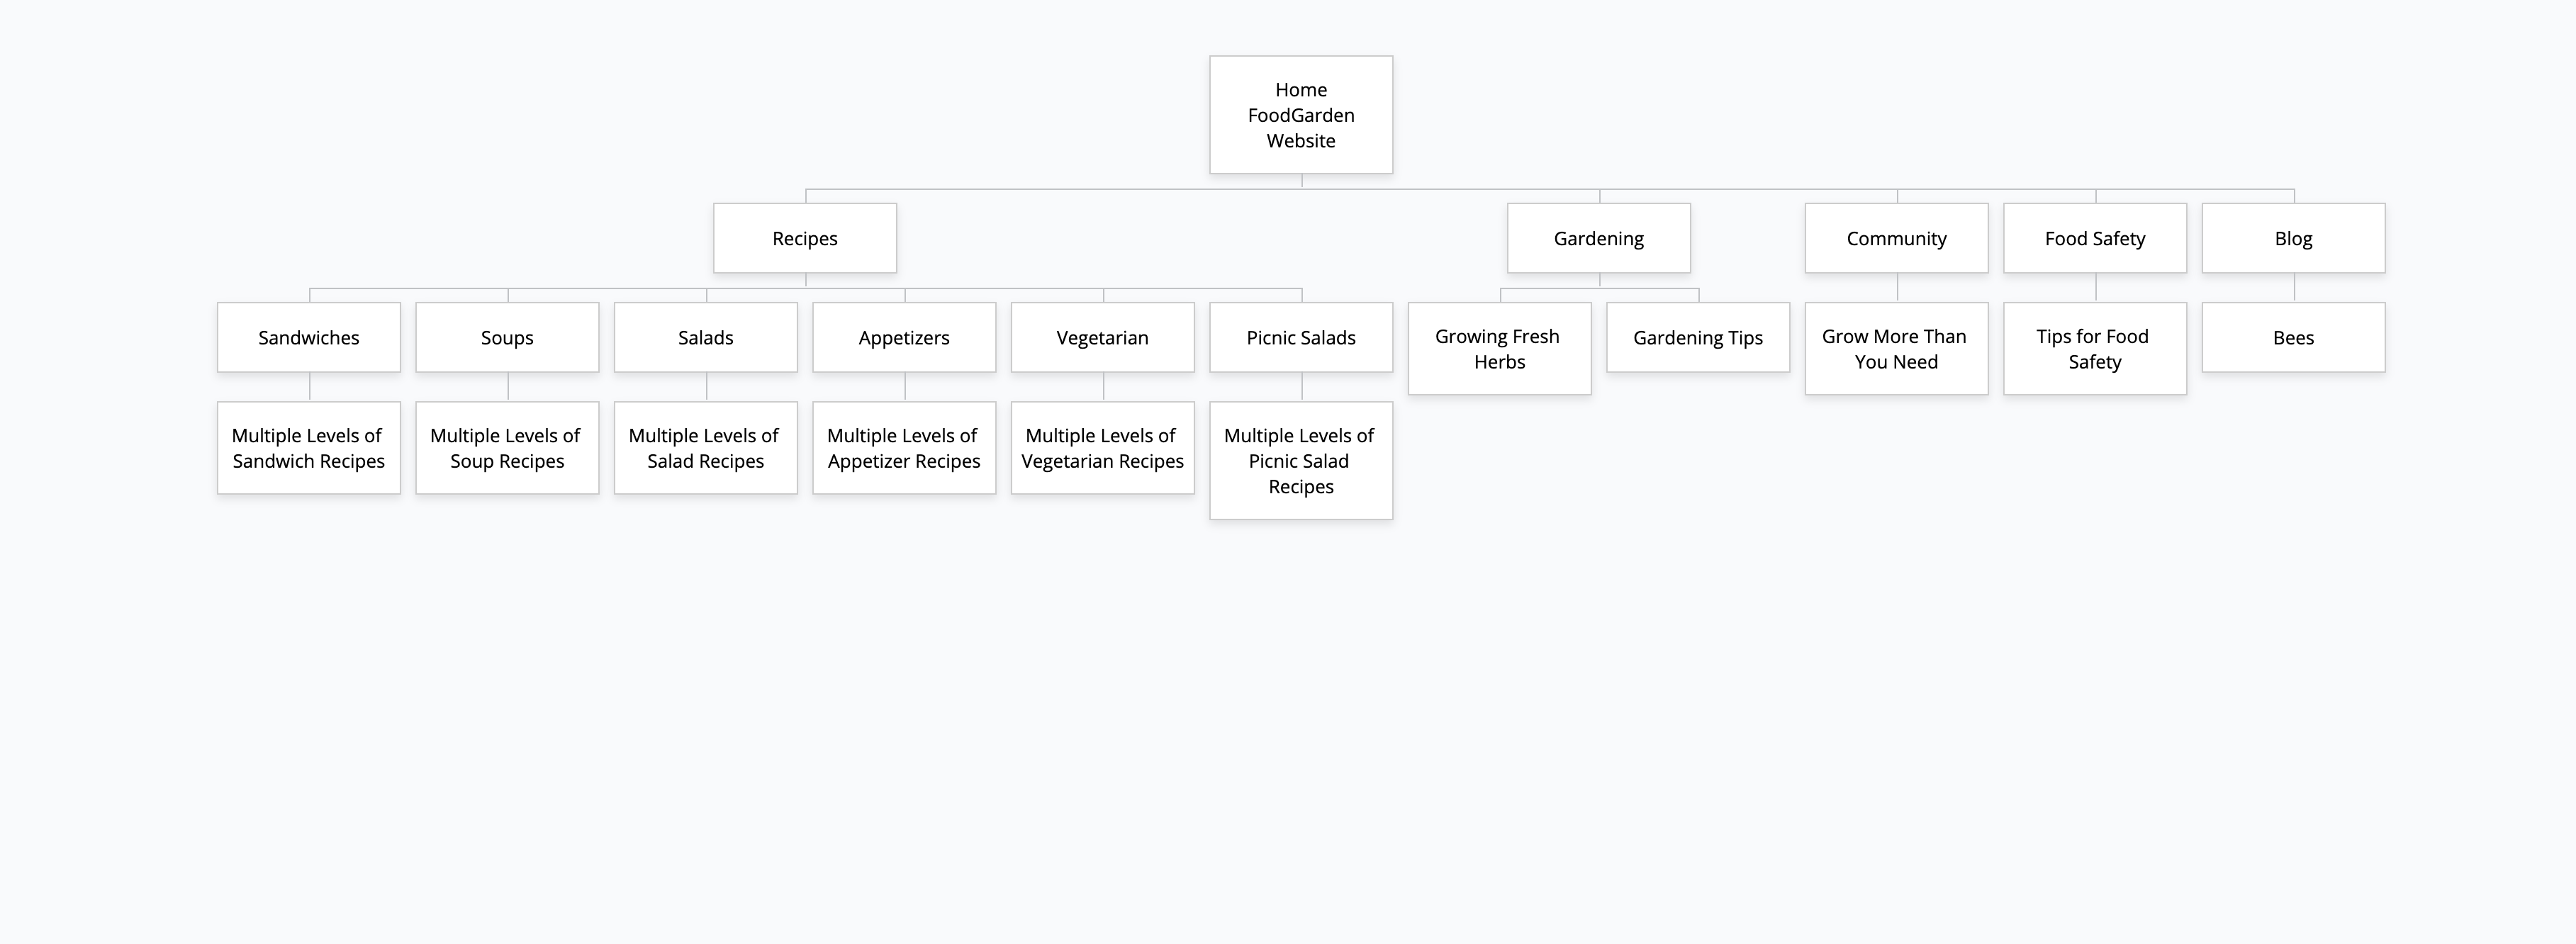 Home
FoodGarden
Website
Recipes
Gardening
Community
Food Safety
Blog
Sandwiches
Soups
Salads
Appetizers
Vegetarian
Picnic Salads
Growing Fresh
Herbs
Gardening Tips
Grow More Than
You Need
Tips for Food
Safety
Bees
Multiple Levels of
Sandwich Recipes
Multiple Levels of
Soup Recipes
Multiple Levels of
Salad Recipes
Multiple Levels of
Appetizer Recipes
Multiple Levels of
Vegetarian Recipes
Multiple Levels of
Picnic Salad
Recipes